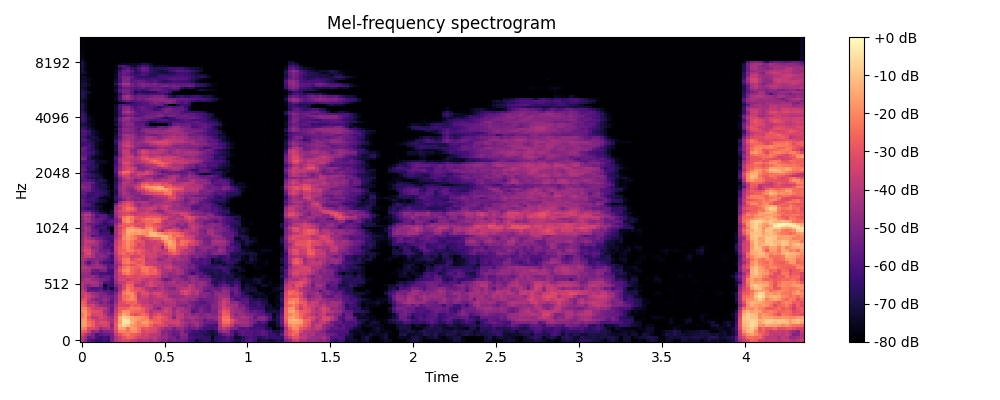 Mel-frequency spectrogram
8192
4096
2048
1024
512
0
Hz
0 0.5 1 1.5 2 2.5 3 3.5 4
Time
+0 dB
-10 dB
-20 dB
-30 dB
-40 dB
-50 dB
-60 dB
-70 dB
-80 dB